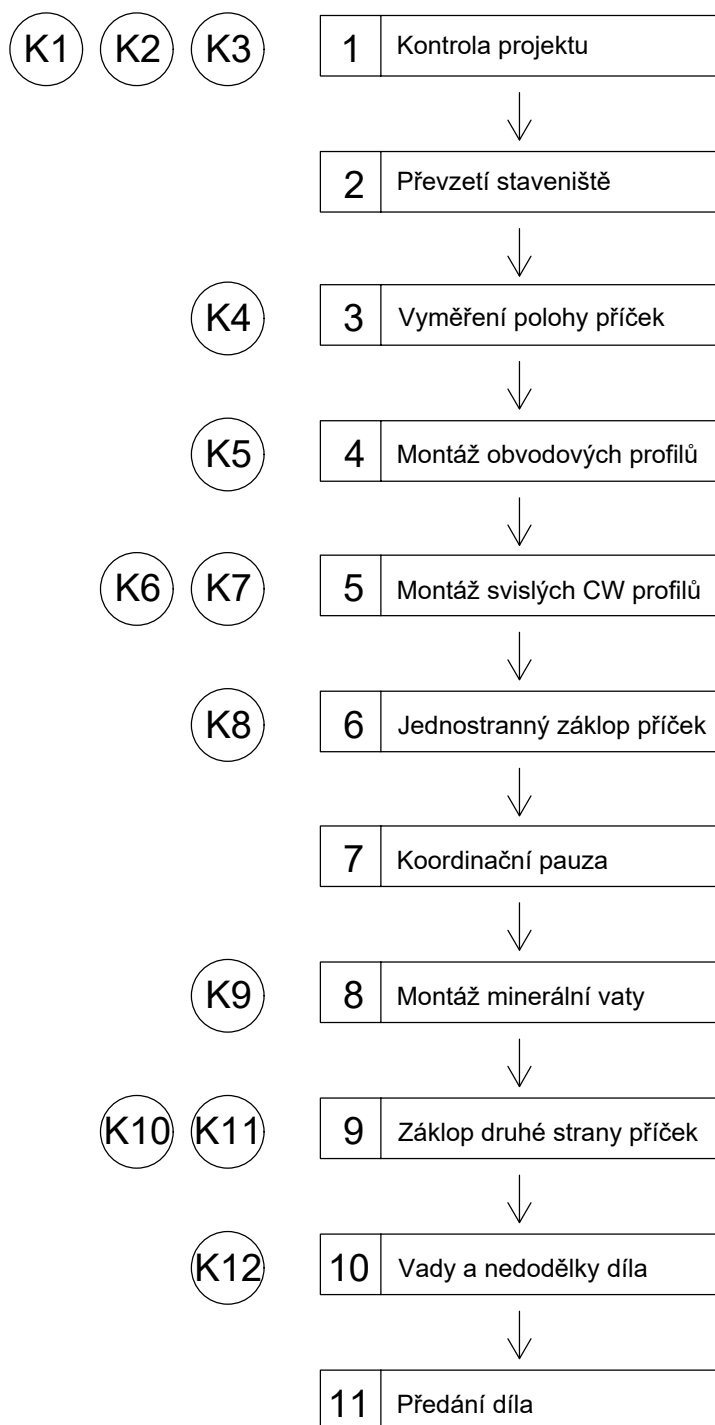 K1 K2 K3 1 Kontrola projektu
2 Převzetí staveniště
K4 3 Vyměření polohy příček
K5 4 Montáž obvodových profilů
K6 K7 5 Montáž svislých CW profilů
K8 6 Jednostranný záklop příček
7 Koordinační pauza
K9 8 Montáž minerální vaty
K10 K11 9 Záklop druhé strany příček
K12 10 Vady a nedodělky díla
11 Předání díla